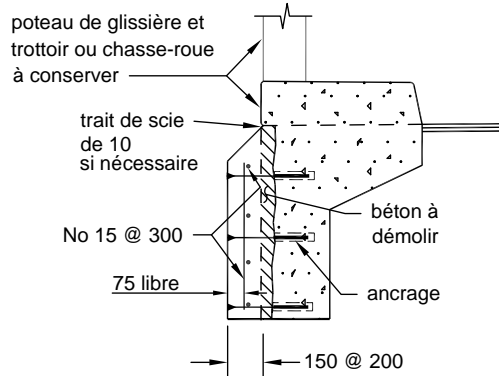 poteau de glissière et
trottoir ou chasse-roue
à conserver
trait de scie
de 10
si nécessaire
No 15 @ 300
béton à
démolir
75 libre
ancrage
150 @ 200